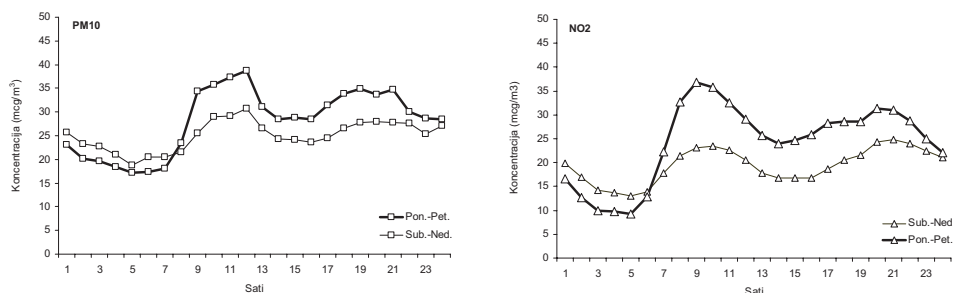 PM10
Koncentracija (mcg/m³)
50
45
40
35
30
25
20
15
10
5
0
1 3 5 7 9 11 13 15 17 19 21 23
Sati
Pon.-Pet.
Sub.-Ned.
NO2
Koncentracija (mcg/m3)
50
45
40
35
30
25
20
15
10
5
0
1 3 5 7 9 11 13 15 17 19 21 23
Sati
Sub.-Ned
Pon.-Pet.